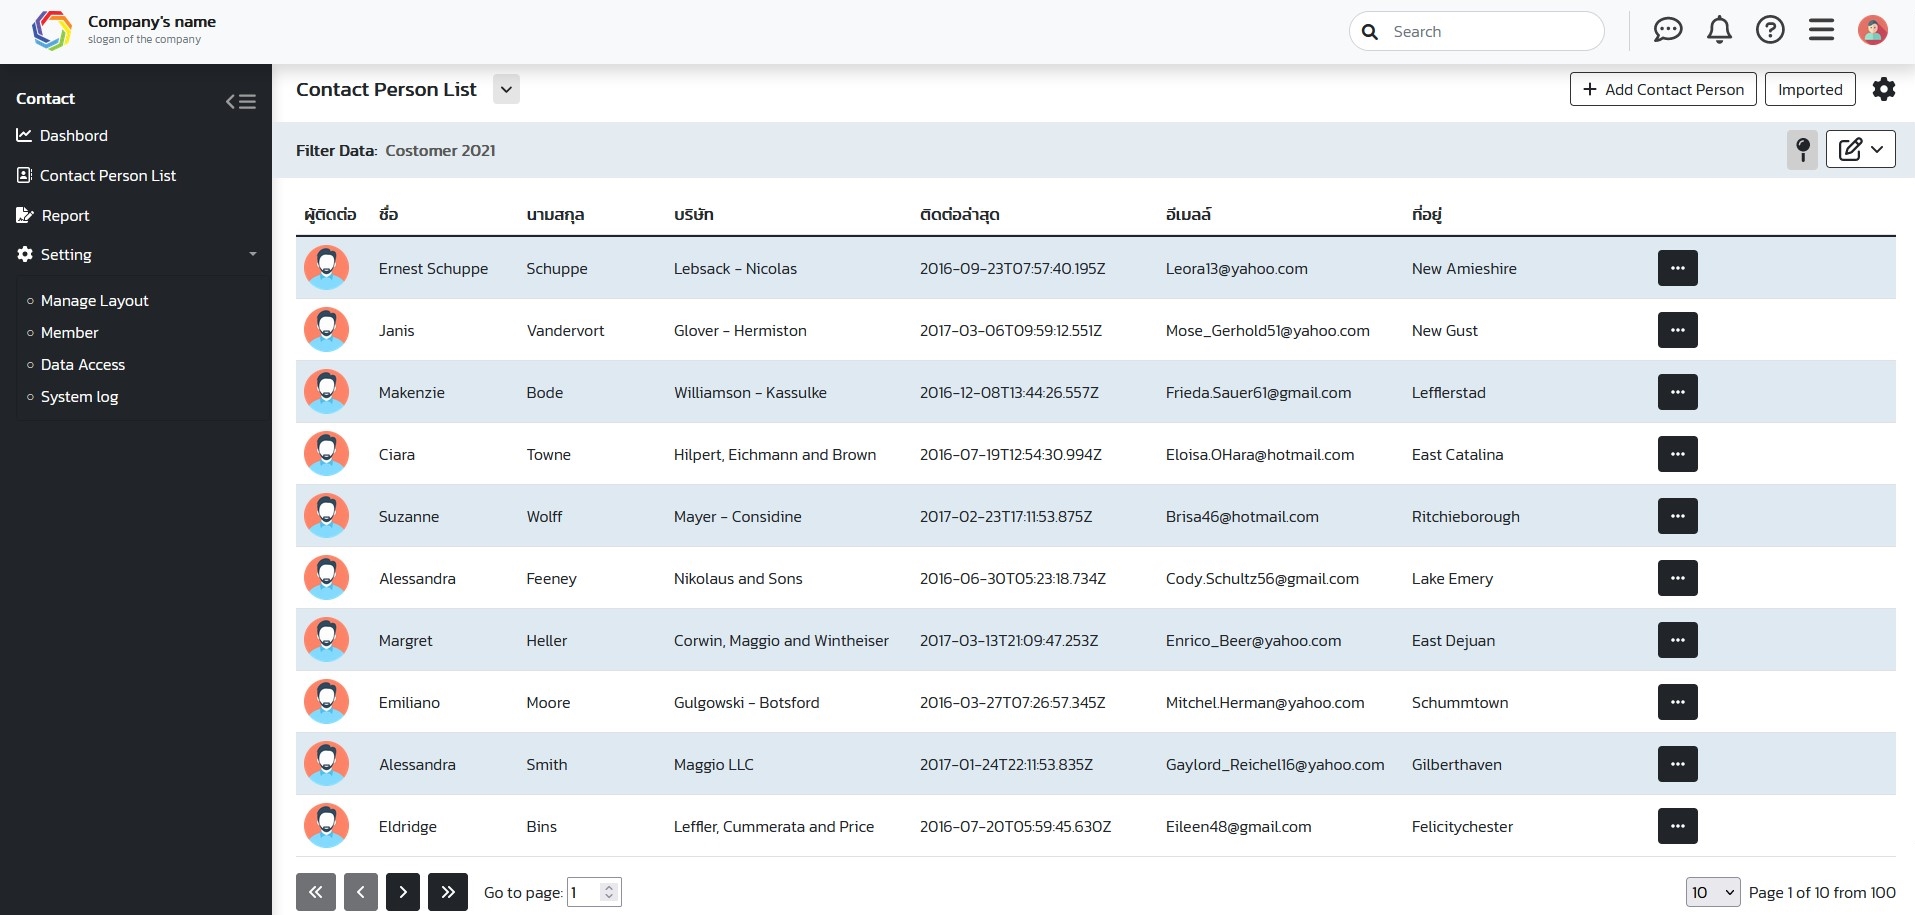 Company's name
slogan of the company
Search
Contact
Dashbord
Contact Person List
Report
Setting
Manage Layout
Member
Data Access
System log
Contact Person List
Add Contact Person
Imported
Filter Data: Costomer 2021
ผู้ติดต่อ ชื่อ นามสกุล บริษัท ติดต่อล่าสุด อีเมลล์ ที่อยู่
Ernest Schuppe Schuppe Lebsack - Nicolas 2016-09-23T07:57:40.195Z Leora13@yahoo.com New Amieshire
Janis Vandervort Glover - Hermiston 2017-03-06T09:59:12.551Z Mose_Gerhold51@yahoo.com New Gust
Makenzie Bode Williamson - Kassulke 2016-12-08T13:44:26.557Z Frieda.Sauer61@gmail.com Lefflerstad
Ciara Towne Hilpert, Eichmann and Brown 2016-07-19T12:54:30.994Z Eloisa.OHara@hotmail.com East Catalina
Suzanne Wolff Mayer - Considine 2017-02-23T17:11:53.875Z Brisa46@hotmail.com Ritchieborough
Alessandra Feeney Nikolaus and Sons 2016-06-30T05:23:18.734Z Cody.Schultz56@gmail.com Lake Emery
Margret Heller Corwin, Maggio and Wintheiser 2017-03-13T21:09:47.253Z Enrico_Beer@yahoo.com East Dejuan
Emiliano Moore Gulgowski - Botsford 2016-03-27T07:26:57.345Z Mitchel.Herman@yahoo.com Schummtown
Alessandra Smith Maggio LLC 2017-01-24T22:11:53.835Z Gaylord_Reichel16@yahoo.com Gilberthaven
Eldridge Bins Leffler, Cummerata and Price 2016-07-20T05:59:45.630Z Eileen48@gmail.com Felicitychester
Go to page: 1
10 Page 1 of 10 from 100